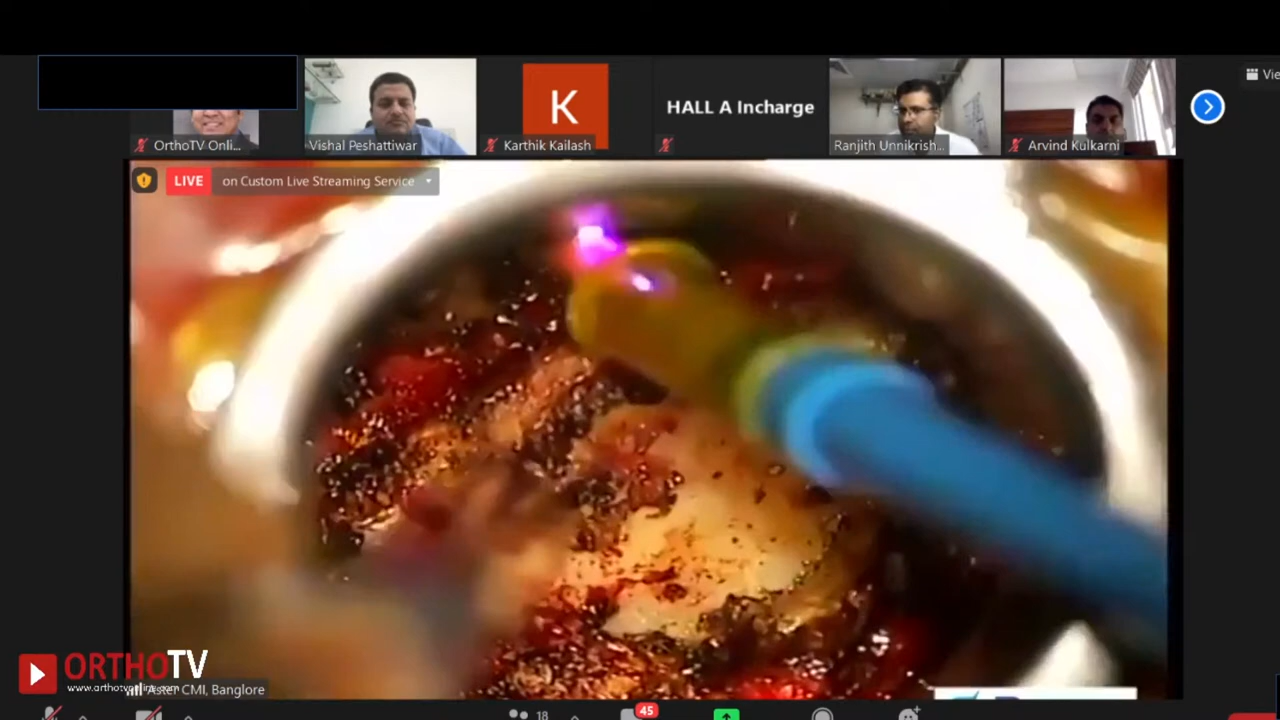 Vie
OrthoTV Onli...
Vishal Peshattiwar
K
Karthik Kailash
HALL A Incharge
Ranjith Unnikrish...
Arvind Kulkarni
LIVE
on Custom Live Streaming Service
ORTHOTV
Aster CMI, Banglore
18
45